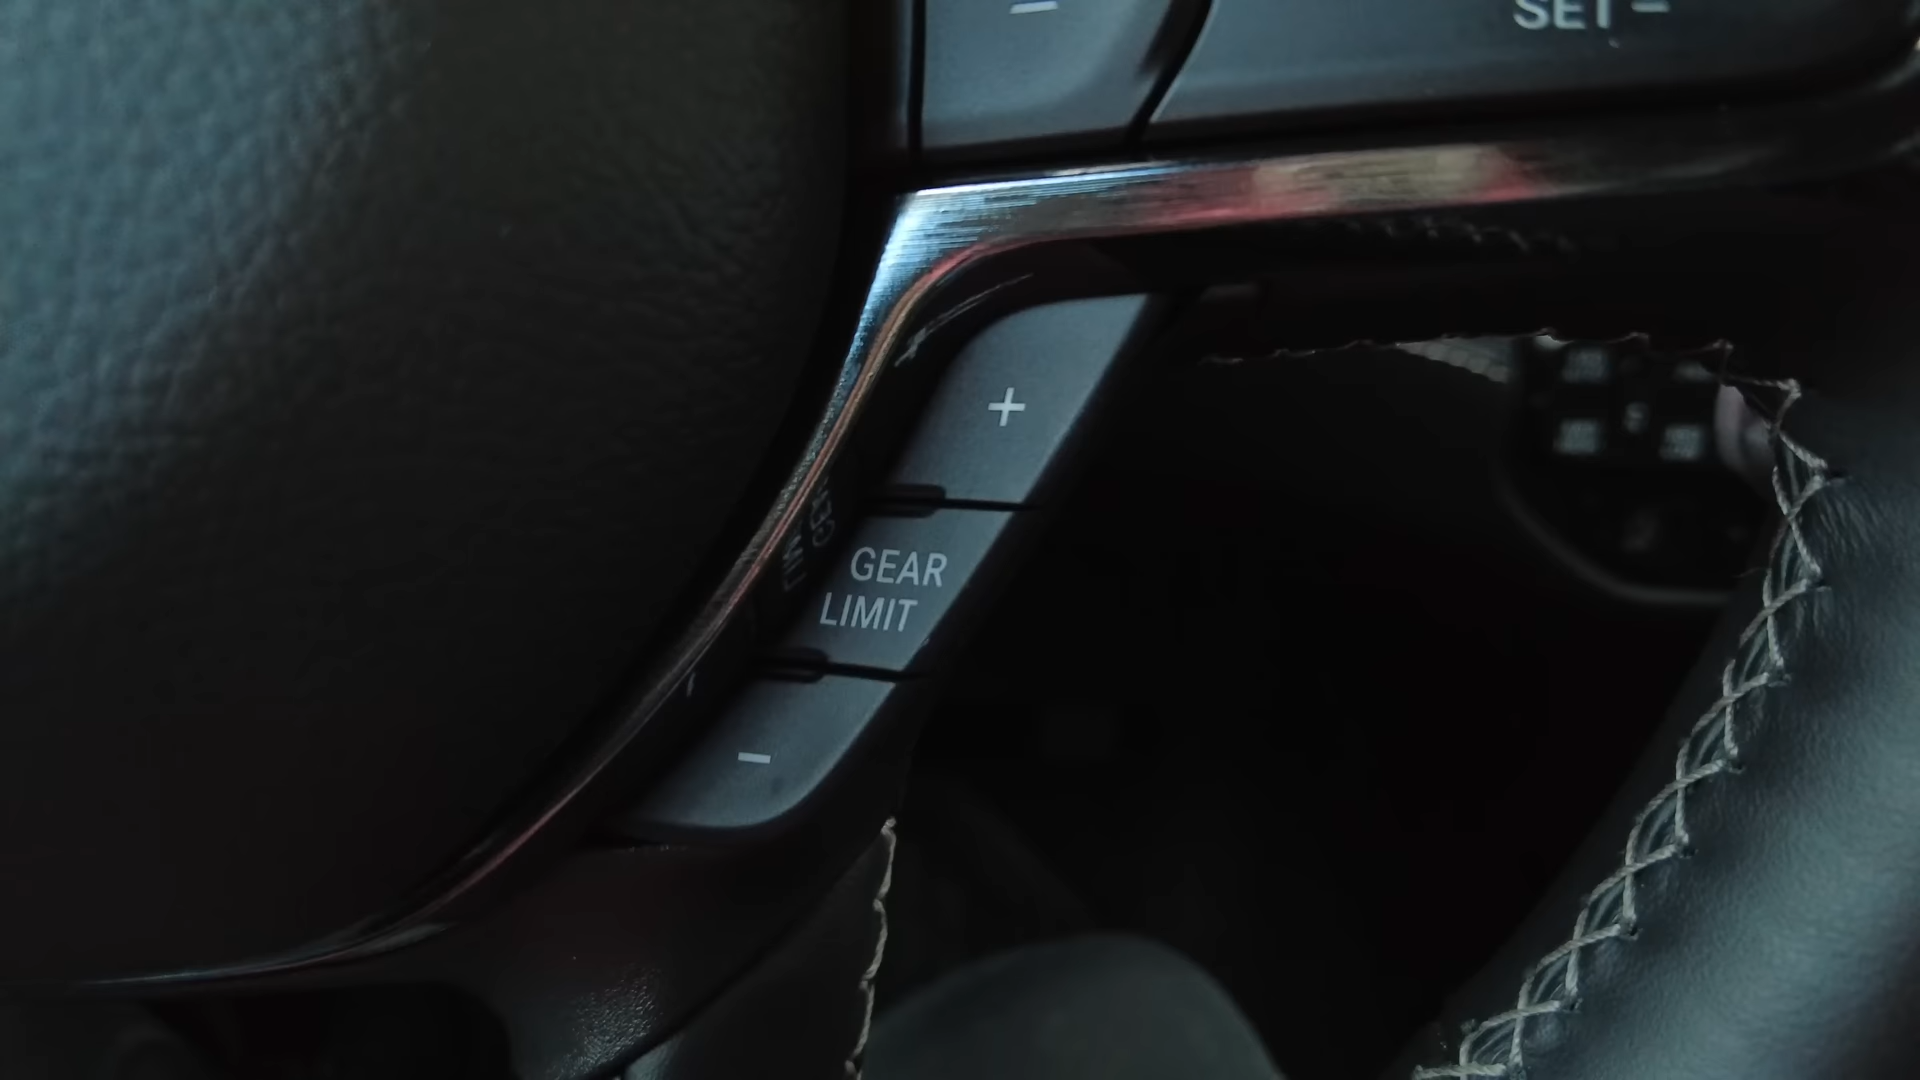 SET –
–
+
GEAR
LIMIT
–